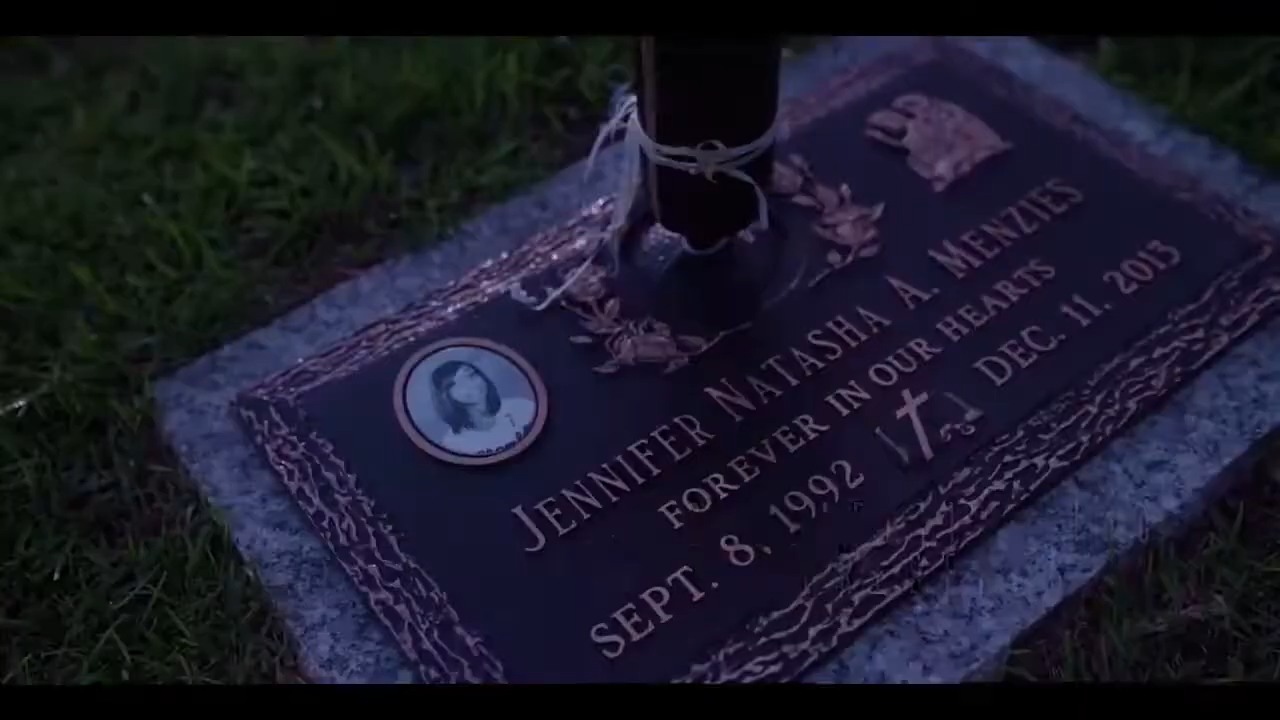 JENNIFER NATASHA A. MENZIES
FOREVER IN OUR HEARTS
SEPT. 8, 1992 DEC. 11, 2013